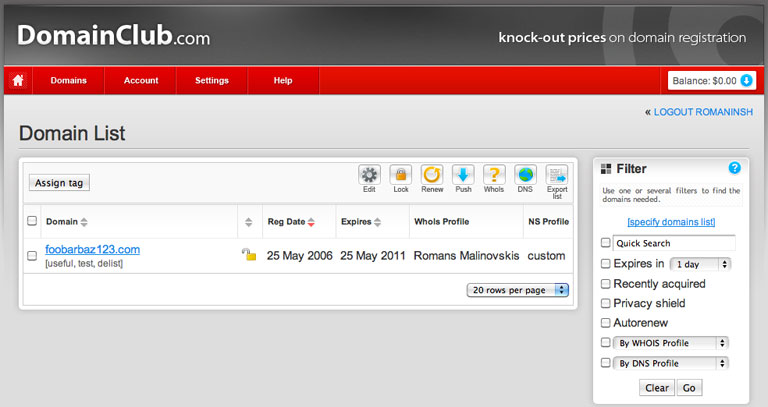 DomainClub.com
knock-out prices on domain registration
Domains Account Settings Help Balance: $0.00
« LOGOUT ROMANINSH
Domain List
Assign tag
Edit Lock Renew Push WhoIs DNS Export list
Domain Reg Date Expires WhoIs Profile NS Profile
foobarbaz123.com 25 May 2006 25 May 2011 Romans Malinovskis custom
[useful, test, delist]
20 rows per page
Filter ?
Use one or several filters to find the
domains needed.
[specify domains list]
Quick Search
Expires in 1 day
Recently acquired
Privacy shield
Autorenew
By WHOIS Profile
By DNS Profile
Clear Go